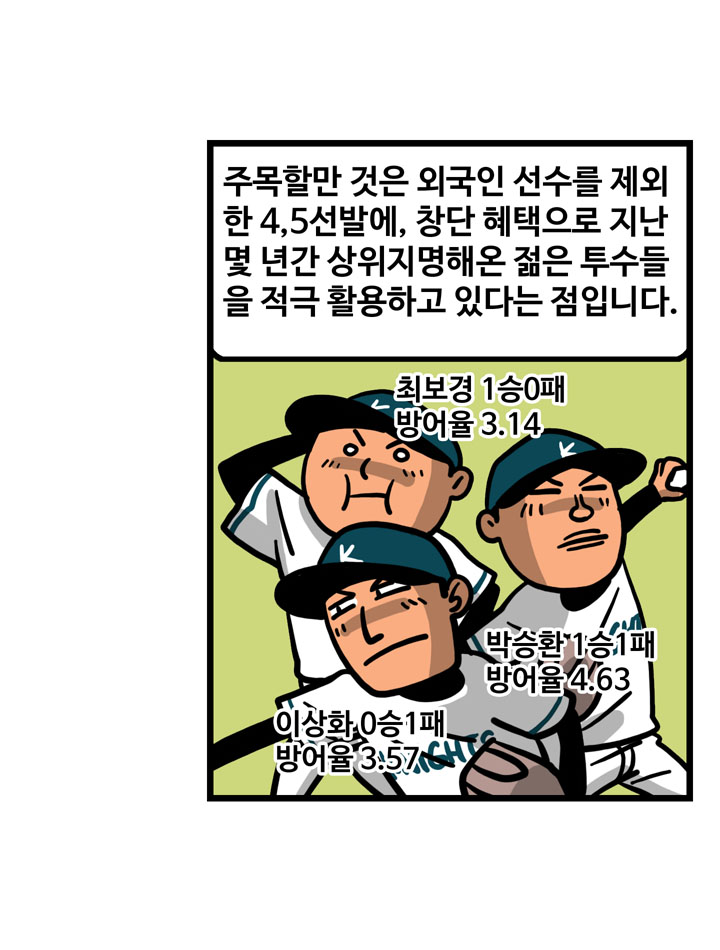 주목할만 것은 외국인 선수를 제외
한 4,5선발에, 창단 혜택으로 지난
몇 년간 상위지명해온 젊은 투수들
을 적극 활용하고 있다는 점입니다.
최보경 1승0패
방어율 3.14
K
K
K
박승환 1승1패
방어율 4.63
이상화 0승1패
방어율 3.57